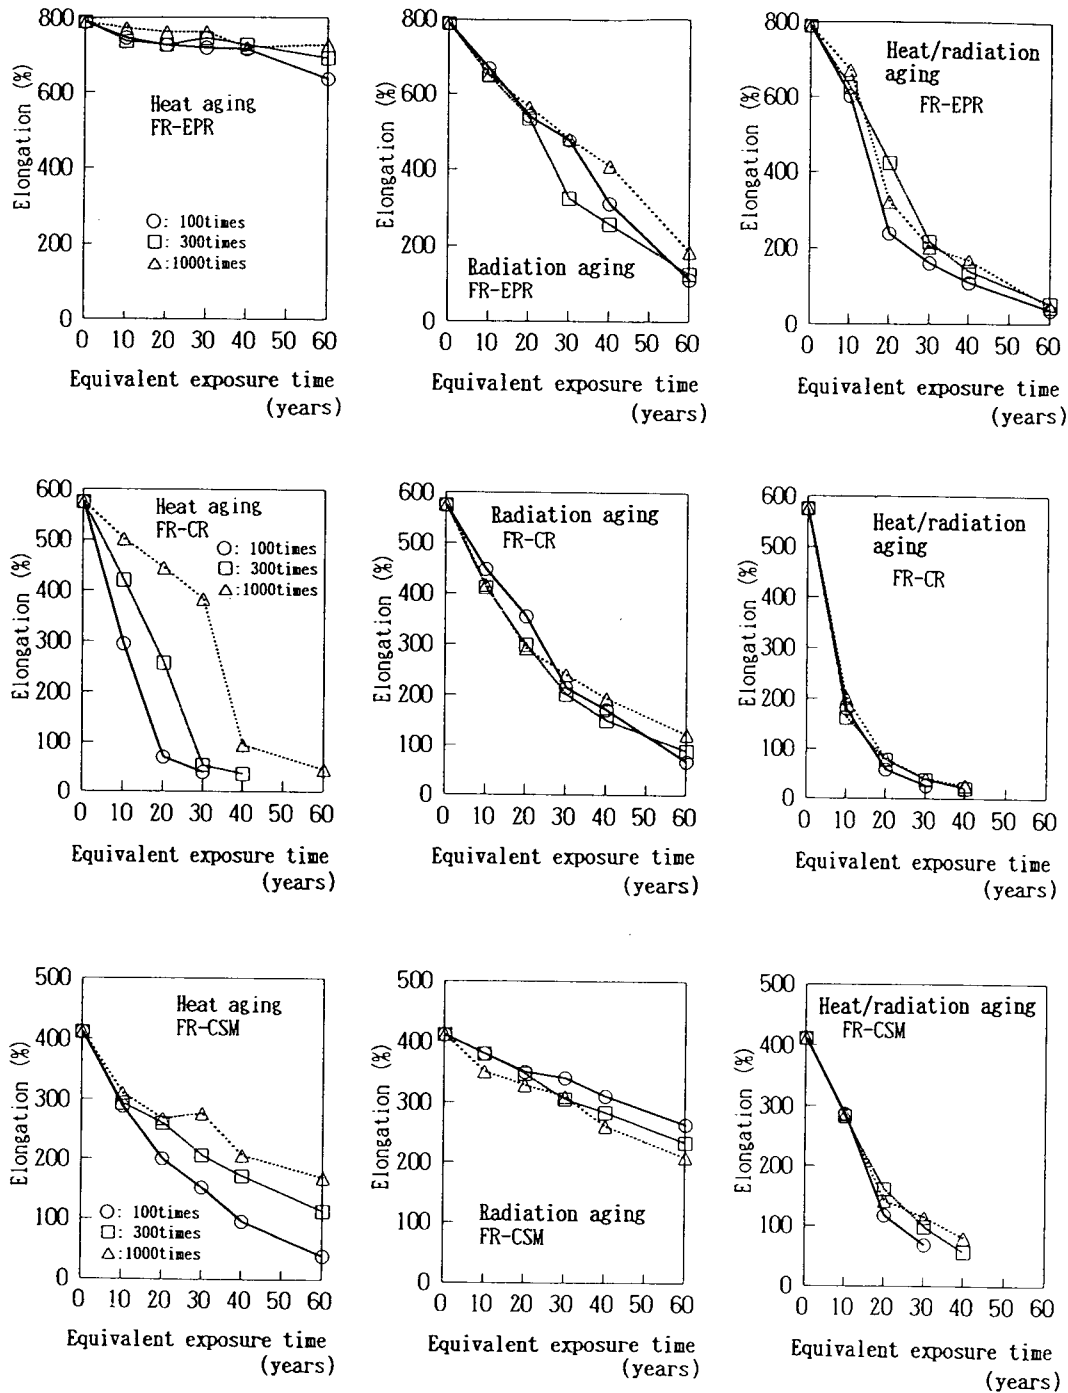 800
600
400
200
0
Elongation (%)
Heat aging
FR-EPR
○: 100times
□: 300times
△:1000times
0 10 20 30 40 50 60
Equivalent exposure time
(years)
800
600
400
200
0
Elongation (%)
Radiation aging
FR-EPR
0 10 20 30 40 50 60
Equivalent exposure time
(years)
800
600
400
200
0
Elongation (%)
Heat/radiation
aging
FR-EPR
0 10 20 30 40 50 60
Equivalent exposure time
(years)
600
500
400
300
200
100
0
Elongation (%)
Heat aging
FR-CR
○: 100times
□: 300times
△:1000times
0 10 20 30 40 50 60
Equivalent exposure time
(years)
600
500
400
300
200
100
0
Elongation (%)
Radiation aging
FR-CR
0 10 20 30 40 50 60
Equivalent exposure time
(years)
600
500
400
300
200
100
0
Elongation (%)
Heat/radiation
aging
FR-CR
0 10 20 30 40 50 60
Equivalent exposure time
(years)
500
400
300
200
100
0
Elongation (%)
Heat aging
FR-CSM
○: 100times
□: 300times
△:1000times
0 10 20 30 40 50 60
Equivalent exposure time
(years)
500
400
300
200
100
0
Elongation (%)
Radiation aging
FR-CSM
0 10 20 30 40 50 60
Equivalent exposure time
(years)
500
400
300
200
100
0
Elongation (%)
Heat/radiation aging
FR-CSM
0 10 20 30 40 50 60
Equivalent exposure time
(years)